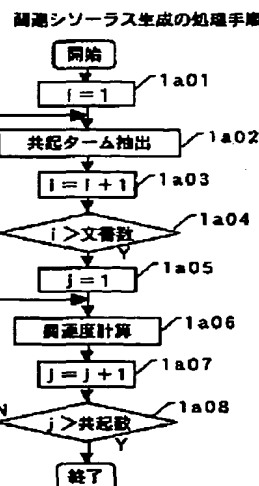 関連シソーラス生成の処理手順
開始
i = 1
1a01
共起ターム抽出
1a02
i = i + 1
1a03
i > 文書数
1a04
Y
j = 1
1a05
関連度計算
1a06
j = j + 1
1a07
N
j > 共起数
1a08
Y
終了